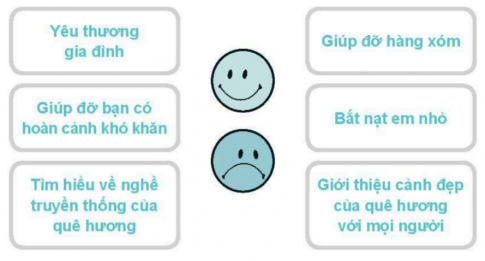 Yêu thương
gia đình
Giúp đỡ bạn có
hoàn cảnh khó khăn
Tìm hiểu về nghề
truyền thống của
quê hương
Giúp đỡ hàng xóm
Bắt nạt em nhỏ
Giới thiệu cảnh đẹp
của quê hương
với mọi người